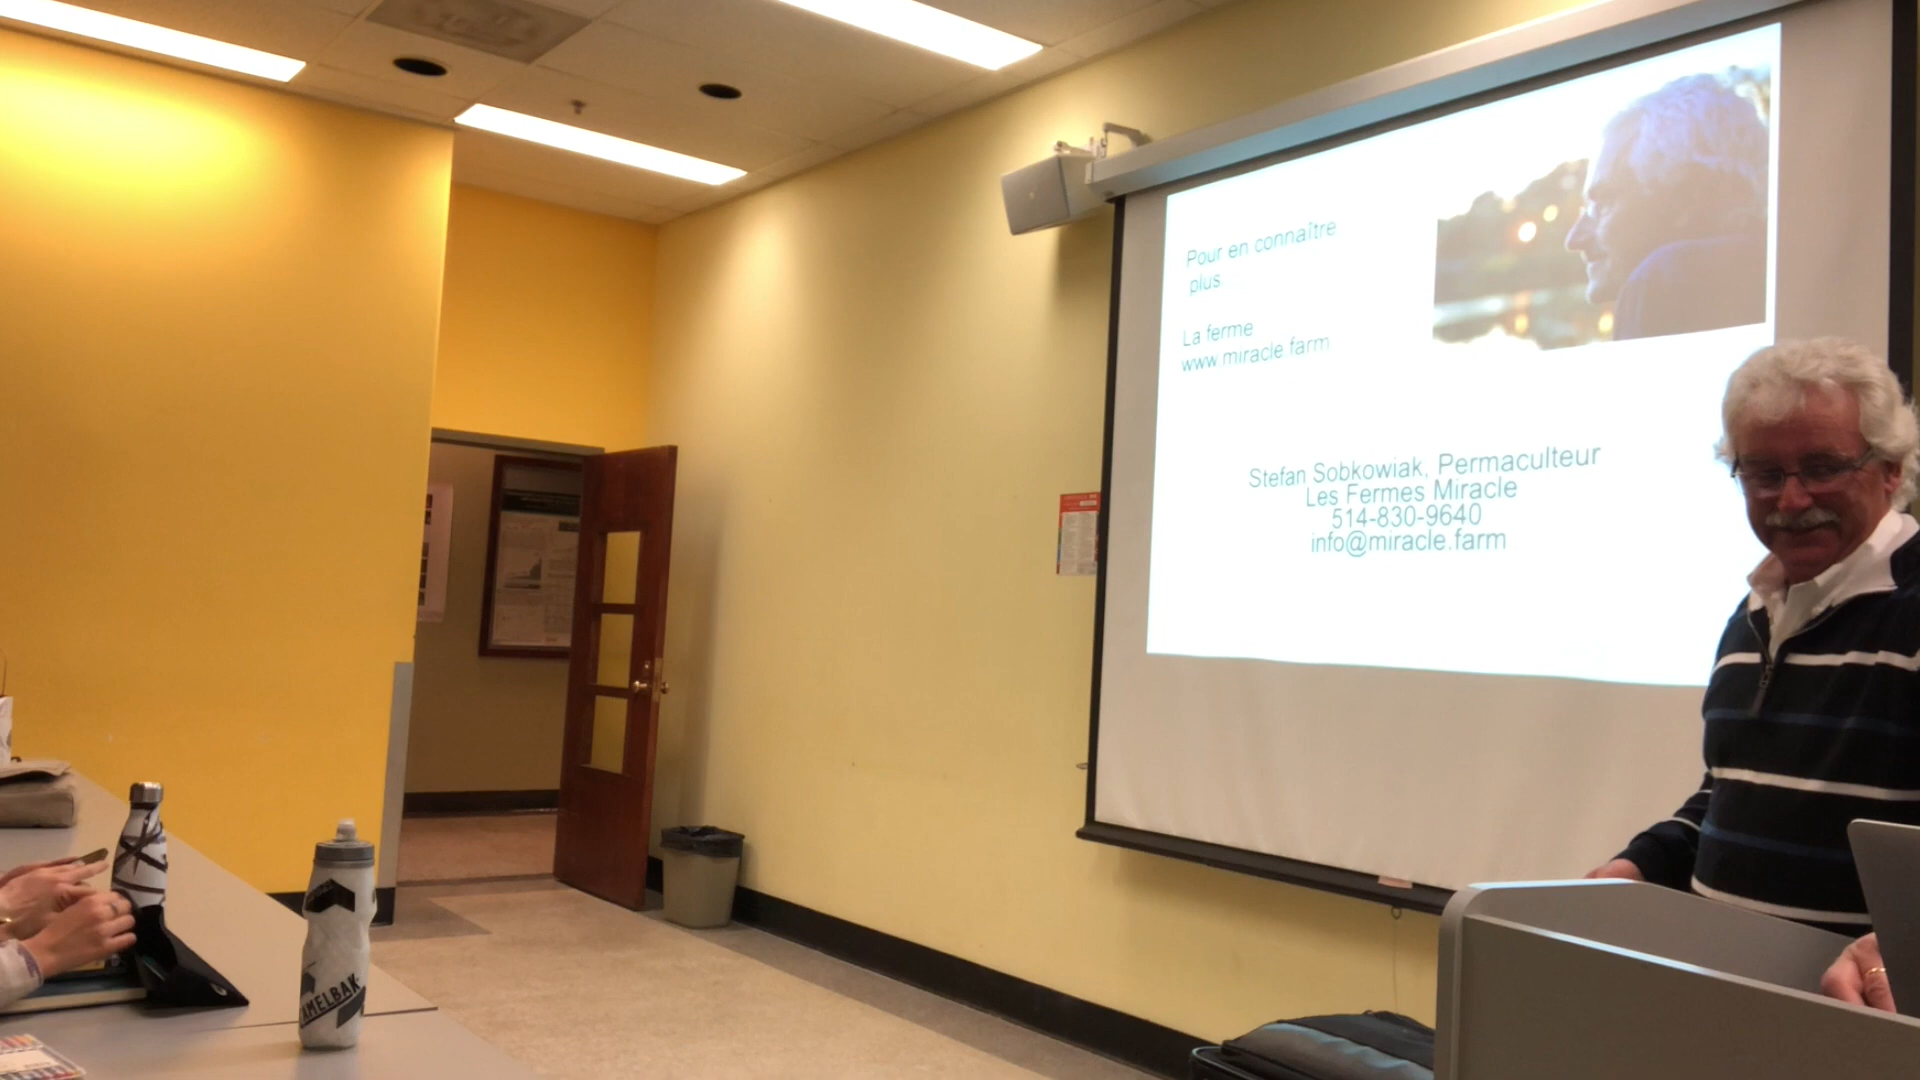 Pour en connaître
plus
La ferme
www.miracle.farm
Stefan Sobkowiak, Permaculteur
Les Fermes Miracle
514-830-9640
info@miracle.farm
AMELBAK